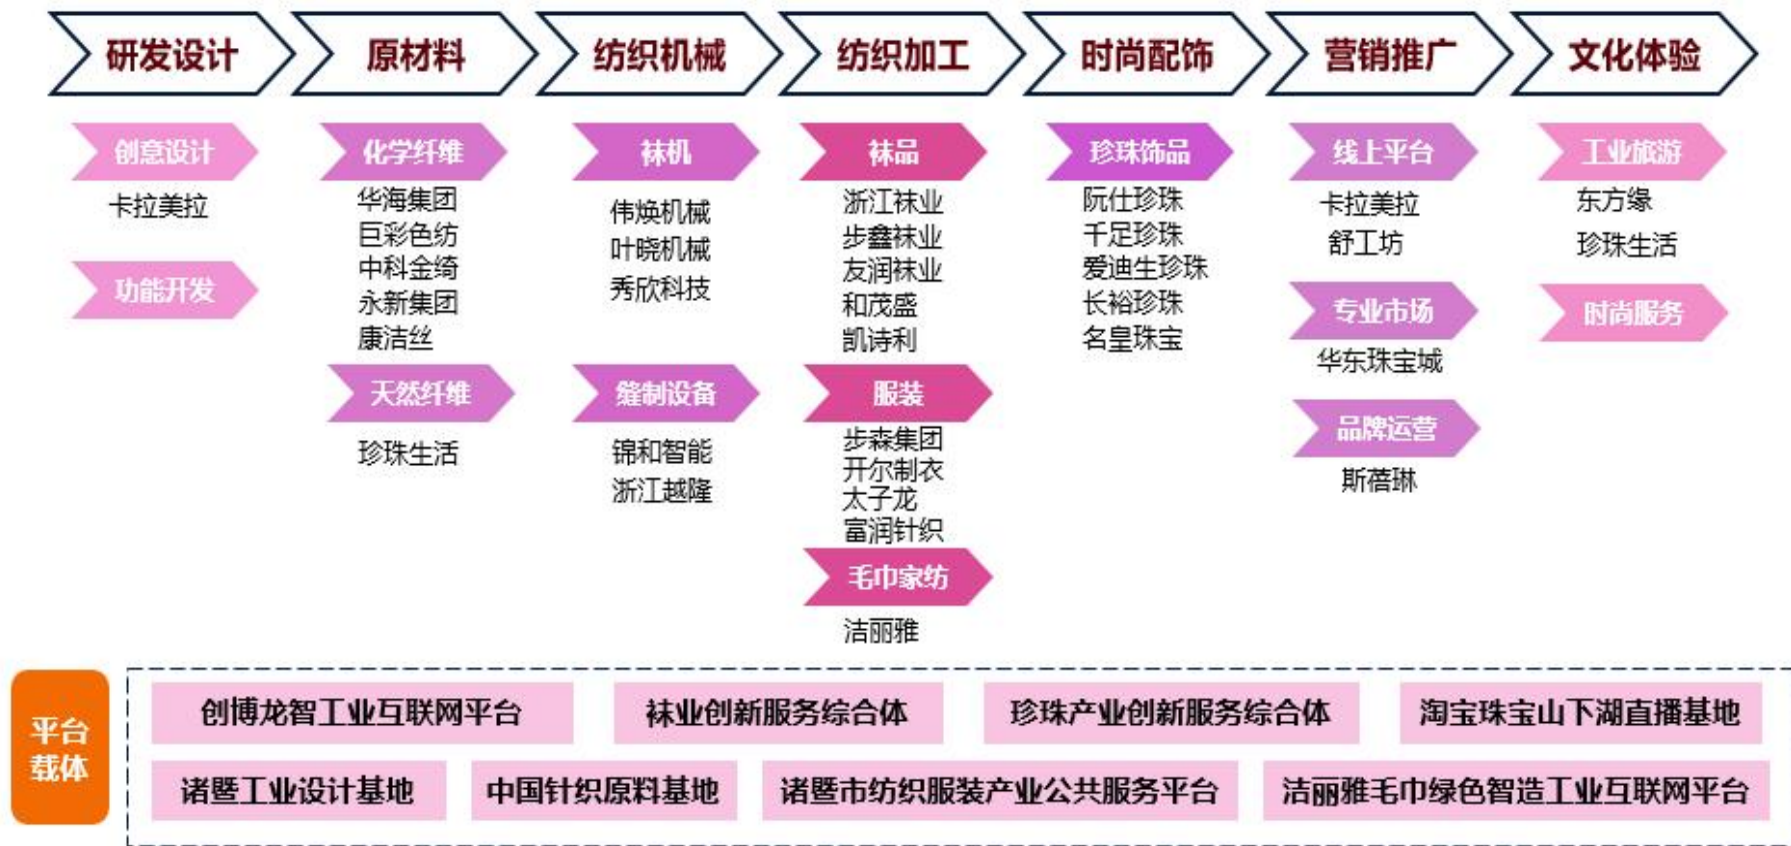 研发设计
原材料
纺织机械
纺织加工
时尚配饰
营销推广
文化体验
创意设计
卡拉美拉
功能开发
化学纤维
华海集团
巨彩色纺
中科金绮
永新集团
康洁丝
天然纤维
珍珠生活
袜机
伟焕机械
叶晓机械
秀欣科技
缝制设备
锦和智能
浙江越隆
袜品
浙江袜业
步鑫袜业
友润袜业
和茂盛
凯诗利
服装
步森集团
开尔制衣
太子龙
富润针织
毛巾家纺
洁丽雅
珍珠饰品
阮仕珍珠
千足珍珠
爱迪生珍珠
长裕珍珠
名皇珠宝
线上平台
卡拉美拉
舒工坊
专业市场
华东珠宝城
品牌运营
斯蓓琳
工业旅游
东方缘
珍珠生活
时尚服务
平台
载体
创博龙智工业互联网平台
袜业创新服务综合体
珍珠产业创新服务综合体
淘宝珠宝山下湖直播基地
诸暨工业设计基地
中国针织原料基地
诸暨市纺织服装产业公共服务平台
洁丽雅毛巾绿色智造工业互联网平台